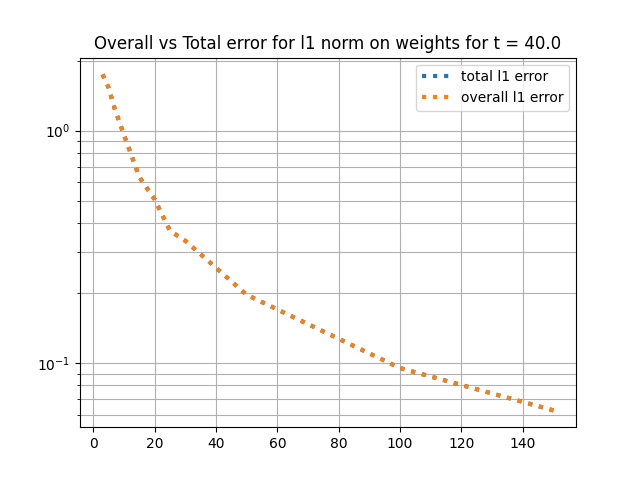 Overall vs Total error for l1 norm on weights for t = 40.0
total l1 error
overall l1 error
10⁰
10⁻¹
0 20 40 60 80 100 120 140